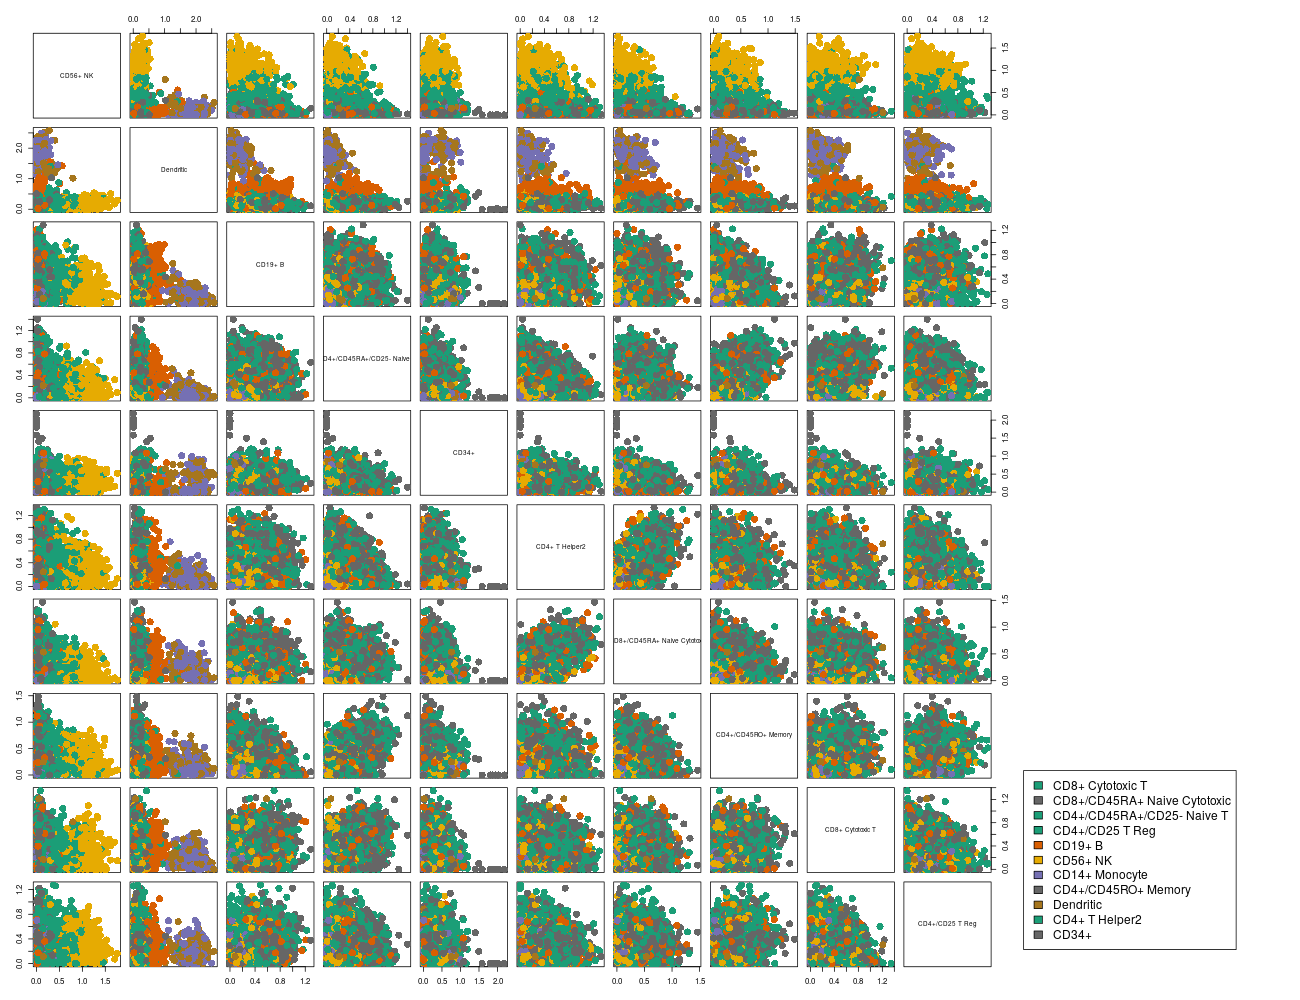 0.0 1.0 2.0
0.0 0.4 0.8 1.2
0.0 0.4 0.8 1.2
0.0 0.5 1.0 1.5
0.0 0.4 0.8 1.2
CD56+ NK
0.0 0.5 1.0 1.5
0.0 1.0 2.0
Dendritic
CD19+ B
0.0 0.4 0.8 1.2
0.0 0.4 0.8 1.2
D4+/CD45RA+/CD25- Naive
CD34+
0.0 0.5 1.0 1.5 2.0
0.0 0.4 0.8 1.2
CD4+ T Helper2
D8+/CD45RA+ Naive Cytoto
0.0 0.5 1.0 1.5
0.0 0.5 1.0 1.5
CD4+/CD45RO+ Memory
CD8+ Cytotoxic T
0.0 0.4 0.8 1.2
0.0 0.4 0.8 1.2
CD4+/CD25 T Reg
0.0 0.5 1.0 1.5
0.0 0.4 0.8 1.2
0.0 0.5 1.0 1.5 2.0
0.0 0.5 1.0 1.5
0.0 0.4 0.8 1.2
CD8+ Cytotoxic T
CD8+/CD45RA+ Naive Cytotoxic
CD4+/CD45RA+/CD25- Naive T
CD4+/CD25 T Reg
CD19+ B
CD56+ NK
CD14+ Monocyte
CD4+/CD45RO+ Memory
Dendritic
CD4+ T Helper2
CD34+